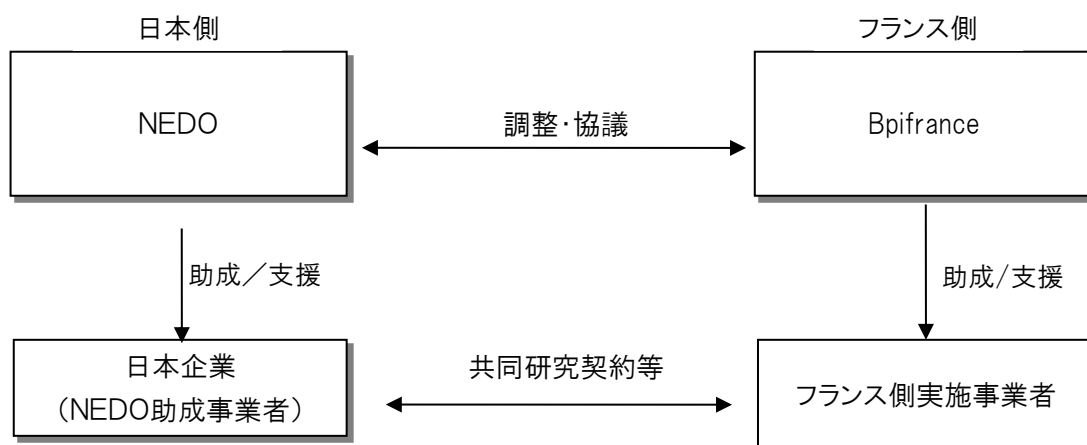 日本側
フランス側
NEDO
調整・協議
Bpifrance
助成／支援
助成/支援
日本企業
（NEDO助成事業者）
共同研究契約等
フランス側実施事業者